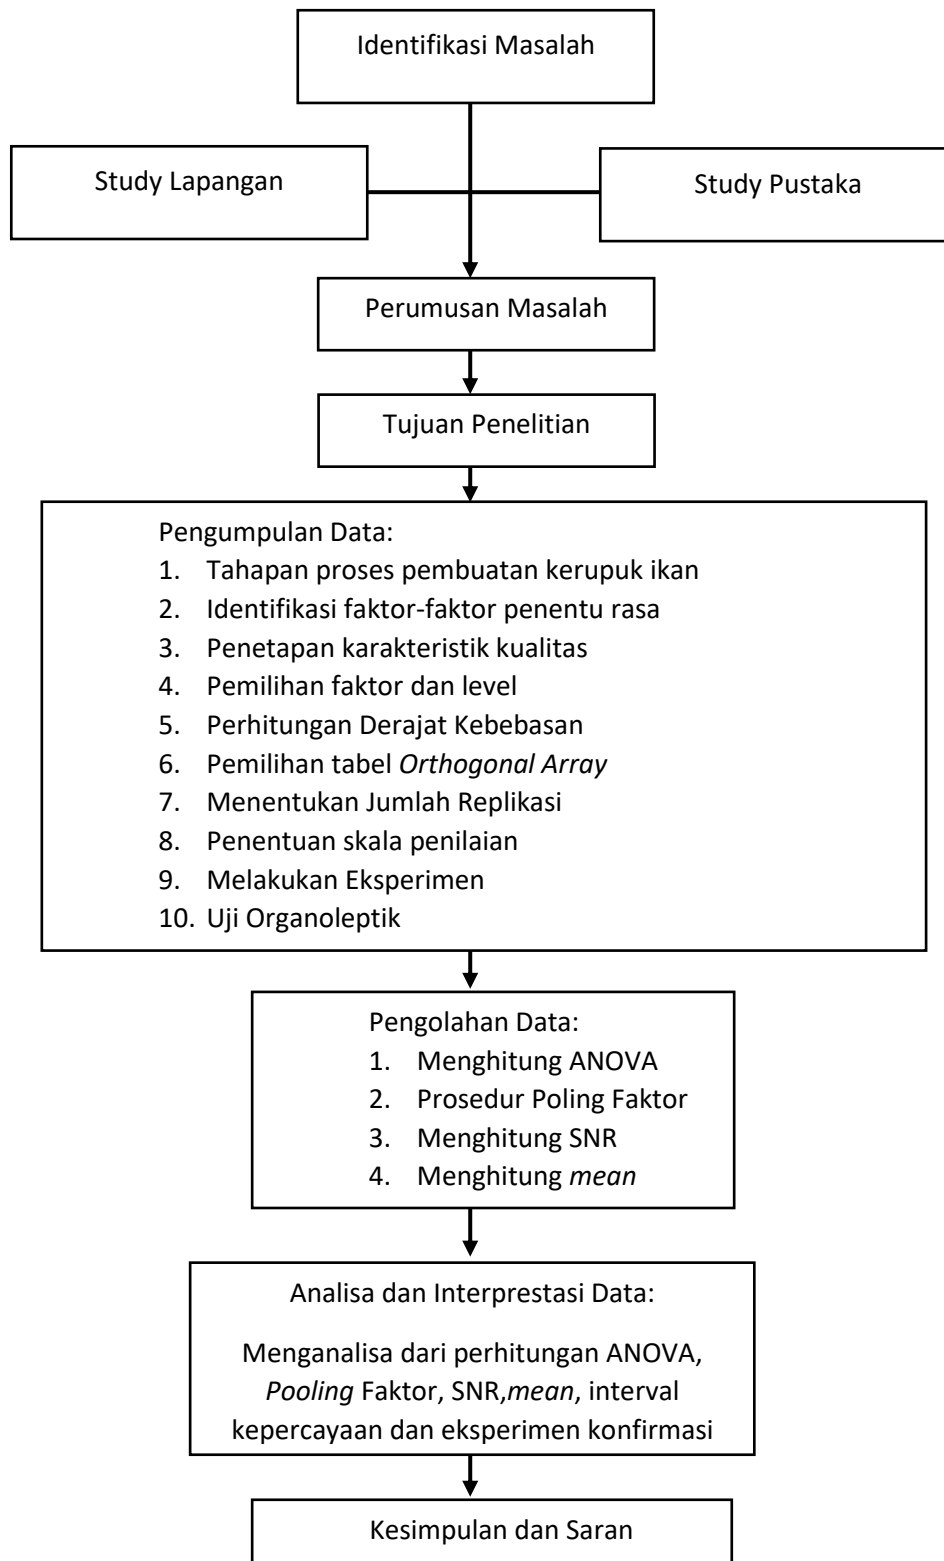 Identifikasi Masalah
Study Lapangan
Study Pustaka
Perumusan Masalah
Tujuan Penelitian
Pengumpulan Data:
1. Tahapan proses pembuatan kerupuk ikan
2. Identifikasi faktor-faktor penentu rasa
3. Penetapan karakteristik kualitas
4. Pemilihan faktor dan level
5. Perhitungan Derajat Kebebasan
6. Pemilihan tabel Orthogonal Array
7. Menentukan Jumlah Replikasi
8. Penentuan skala penilaian
9. Melakukan Eksperimen
10. Uji Organoleptik
Pengolahan Data:
1. Menghitung ANOVA
2. Prosedur Poling Faktor
3. Menghitung SNR
4. Menghitung mean
Analisa dan Interprestasi Data:
Menganalisa dari perhitungan ANOVA,
Pooling Faktor, SNR,mean, interval
kepercayaan dan eksperimen konfirmasi
Kesimpulan dan Saran